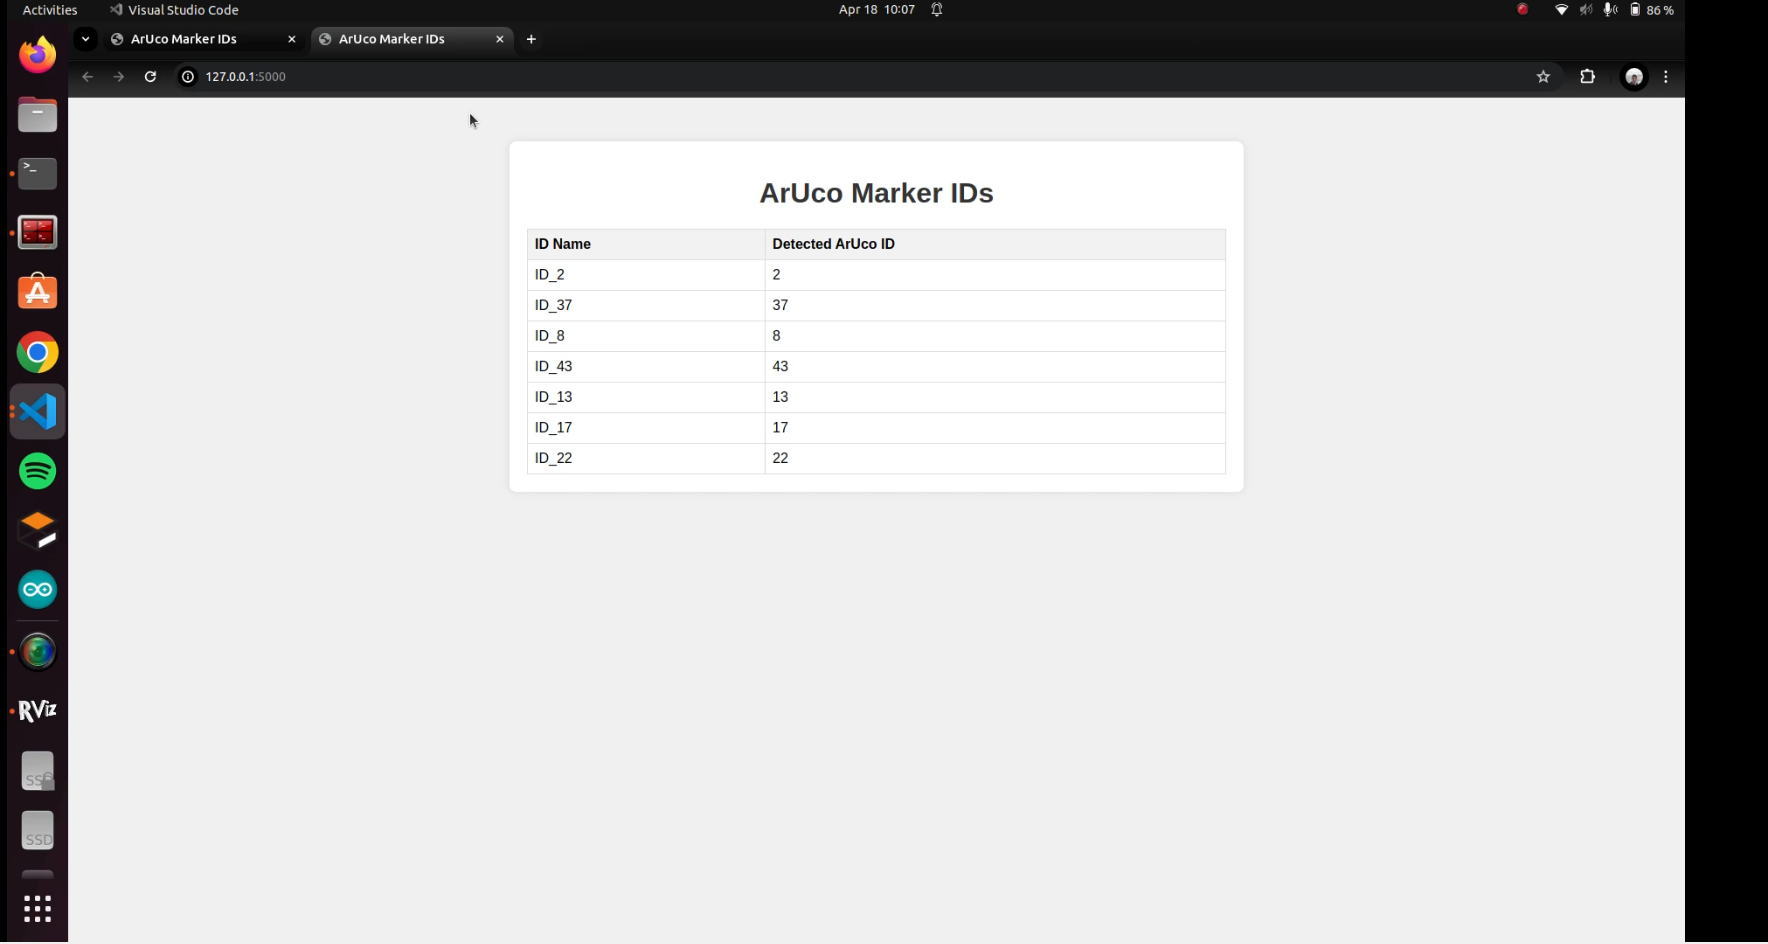 Activities Visual Studio Code Apr 18 10:07 86 %
ArUco Marker IDs ArUco Marker IDs
127.0.0.1:5000
ArUco Marker IDs
ID Name Detected ArUco ID
ID_2 2
ID_37 37
ID_8 8
ID_43 43
ID_13 13
ID_17 17
ID_22 22
RViz
SSD
SSD